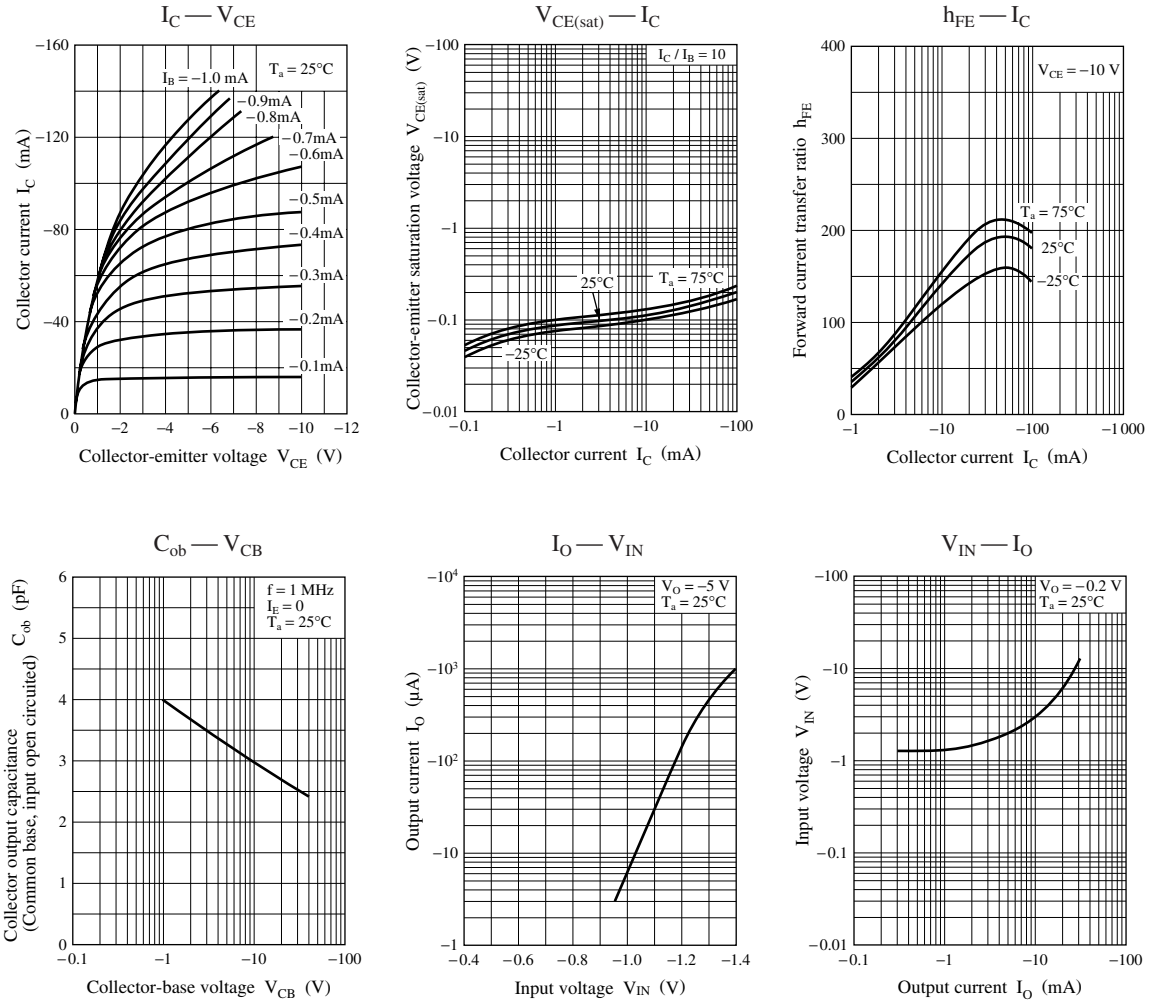 I_C — V_CE
−160
−120
−80
−40
0
0
−2
−4
−6
−8
−10
−12
Collector current I_C (mA)
Collector-emitter voltage V_CE (V)
T_a = 25°C
I_B = −1.0 mA
−0.9mA
−0.8mA
−0.7mA
−0.6mA
−0.5mA
−0.4mA
−0.3mA
−0.2mA
−0.1mA
V_CE(sat) — I_C
−100
−10
−1
−0.1
−0.01
−0.1
−1
−10
−100
Collector-emitter saturation voltage V_CE(sat) (V)
Collector current I_C (mA)
I_C / I_B = 10
25°C
T_a = 75°C
−25°C
h_FE — I_C
400
300
200
100
0
−1
−10
−100
−1 000
Forward current transfer ratio h_FE
Collector current I_C (mA)
V_CE = −10 V
T_a = 75°C
25°C
−25°C
C_ob — V_CB
6
5
4
3
2
1
0
−0.1
−1
−10
−100
Collector output capacitance
(Common base, input open circuited) C_ob (pF)
Collector-base voltage V_CB (V)
f = 1 MHz
I_E = 0
T_a = 25°C
I_O — V_IN
−10⁴
−10³
−10²
−10
−1
−0.4
−0.6
−0.8
−1.0
−1.2
−1.4
Output current I_O (µA)
Input voltage V_IN (V)
V_O = −5 V
T_a = 25°C
V_IN — I_O
−100
−10
−1
−0.1
−0.01
−0.1
−1
−10
−100
Input voltage V_IN (V)
Output current I_O (mA)
V_O = −0.2 V
T_a = 25°C